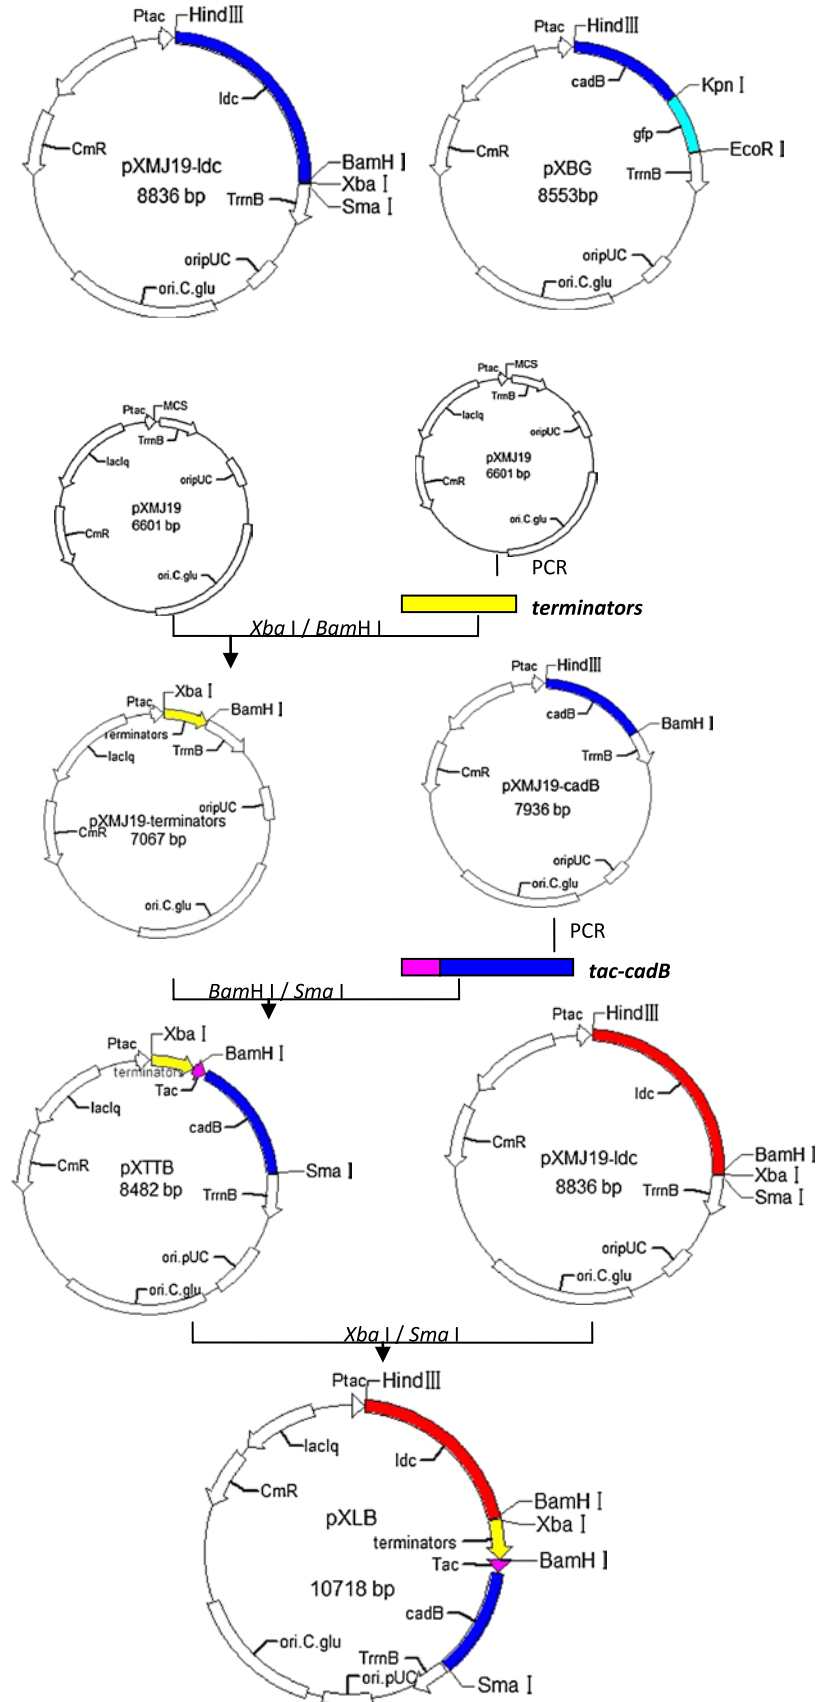 Ptac
HindⅢ
ldc
CmR
pXMJ19-ldc
8836 bp
BamH Ⅰ
Xba Ⅰ
Sma Ⅰ
TrrnB
oripUC
ori.C.glu
Ptac
HindⅢ
cadB
Kpn Ⅰ
gfp
EcoR Ⅰ
CmR
pXBG
8553bp
TrrnB
oripUC
ori.C.glu
Ptac
MCS
TrrnB
lacIq
oripUC
pXMJ19
6601 bp
CmR
ori.C.glu
Ptac
MCS
TrrnB
lacIq
oripUC
pXMJ19
6601 bp
CmR
ori.C.glu
PCR
terminators
Xba I / BamH I
Ptac
Xba Ⅰ
BamH Ⅰ
terminators
TrrnB
lacIq
pXMJ19-terminators
7067 bp
oripUC
CmR
ori.C.glu
Ptac
HindⅢ
cadB
BamH Ⅰ
TrrnB
CmR
pXMJ19-cadB
7936 bp
oripUC
ori.C.glu
PCR
tac-cadB
BamH I / Sma I
Ptac
Xba Ⅰ
BamH Ⅰ
terminators
Tac
lacIq
cadB
CmR
pXTTB
8482 bp
Sma Ⅰ
TrrnB
ori.pUC
ori.C.glu
Ptac
HindⅢ
ldc
CmR
pXMJ19-ldc
8836 bp
BamH Ⅰ
Xba Ⅰ
Sma Ⅰ
TrrnB
oripUC
ori.C.glu
Xba I / Sma I
Ptac
HindⅢ
lacIq
ldc
CmR
pXLB
BamH Ⅰ
Xba Ⅰ
terminators
Tac
BamH Ⅰ
10718 bp
cadB
ori.C.glu
TrrnB
ori.pUC
Sma Ⅰ